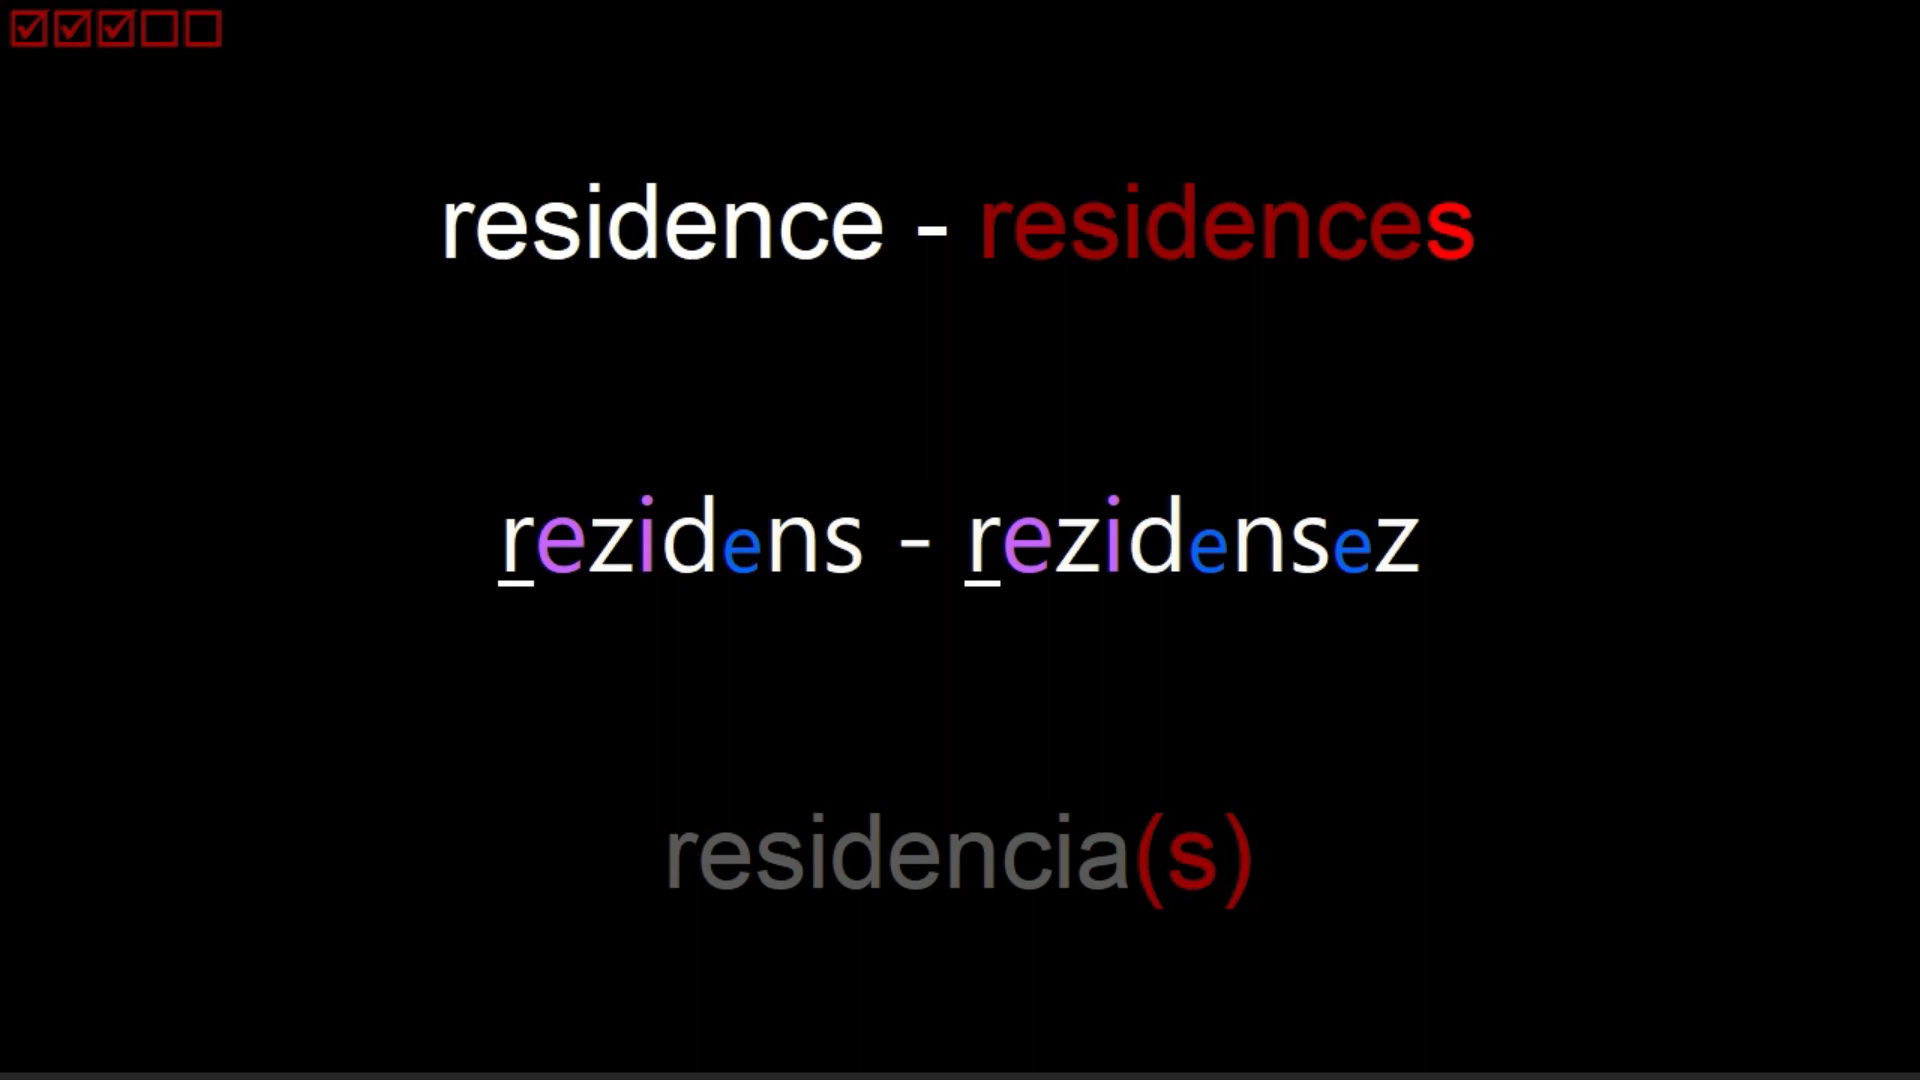 ☑☑☑☐☐
residence - residences
rezidens - rezidensez
residencia(s)